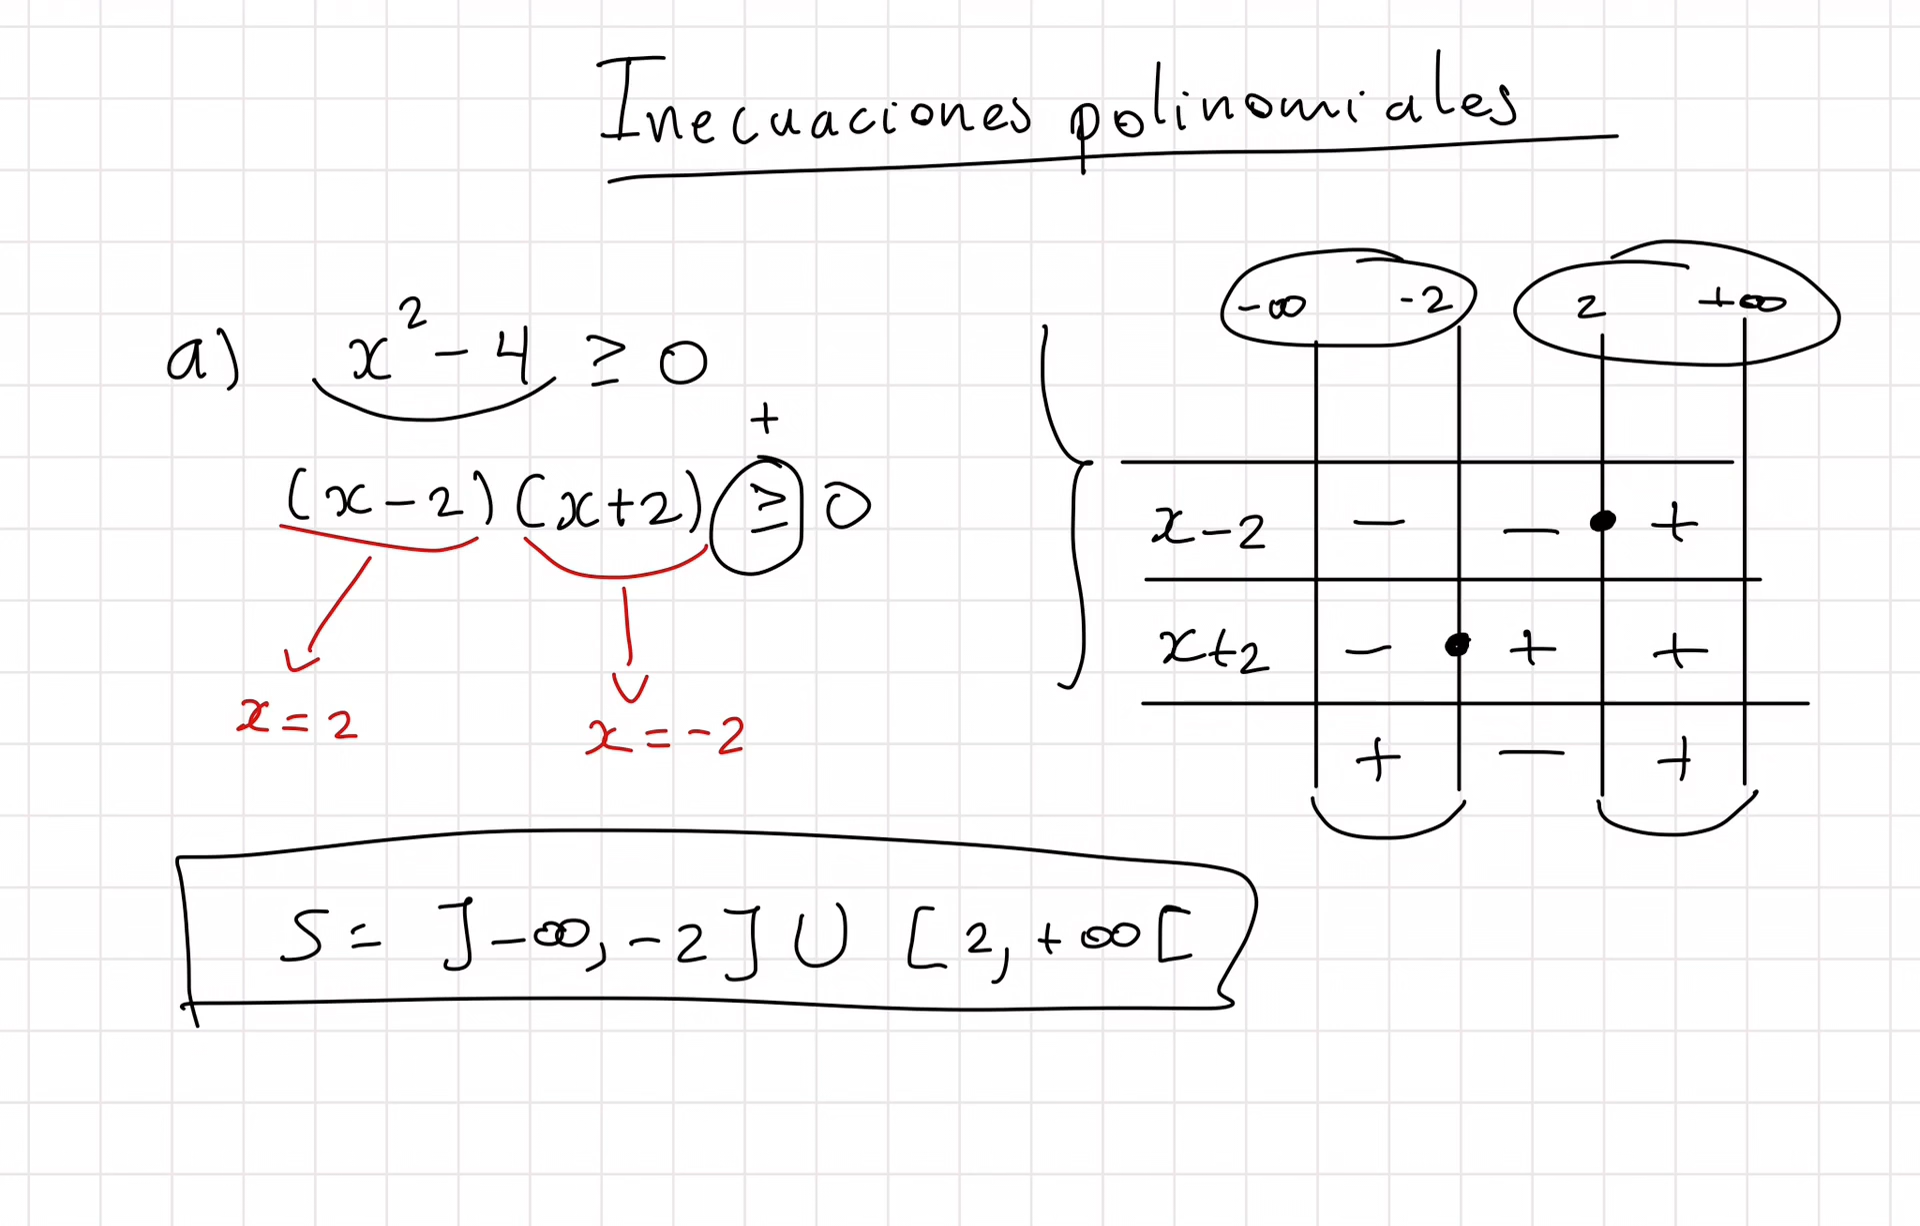 Inecuaciones polinomiales
a) x² - 4 ≥ 0
+
(x-2)(x+2) ≥ 0
x = 2
x = -2
-∞ -2 2 +∞
x-2 - - +
x+2 - + +
+ - +
S = ]-∞, -2] ∪ [2, +∞[